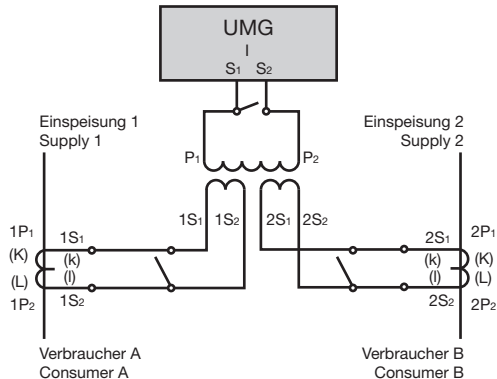 UMG
I
S1 S2
Einspeisung 1
Supply 1
Einspeisung 2
Supply 2
P1
P2
1S1
1S2
2S1
2S2
1P1
(K)
(L)
1P2
1S1
(k)
(l)
1S2
2S1
(k)
(l)
2S2
2P1
(K)
(L)
2P2
Verbraucher A
Consumer A
Verbraucher B
Consumer B